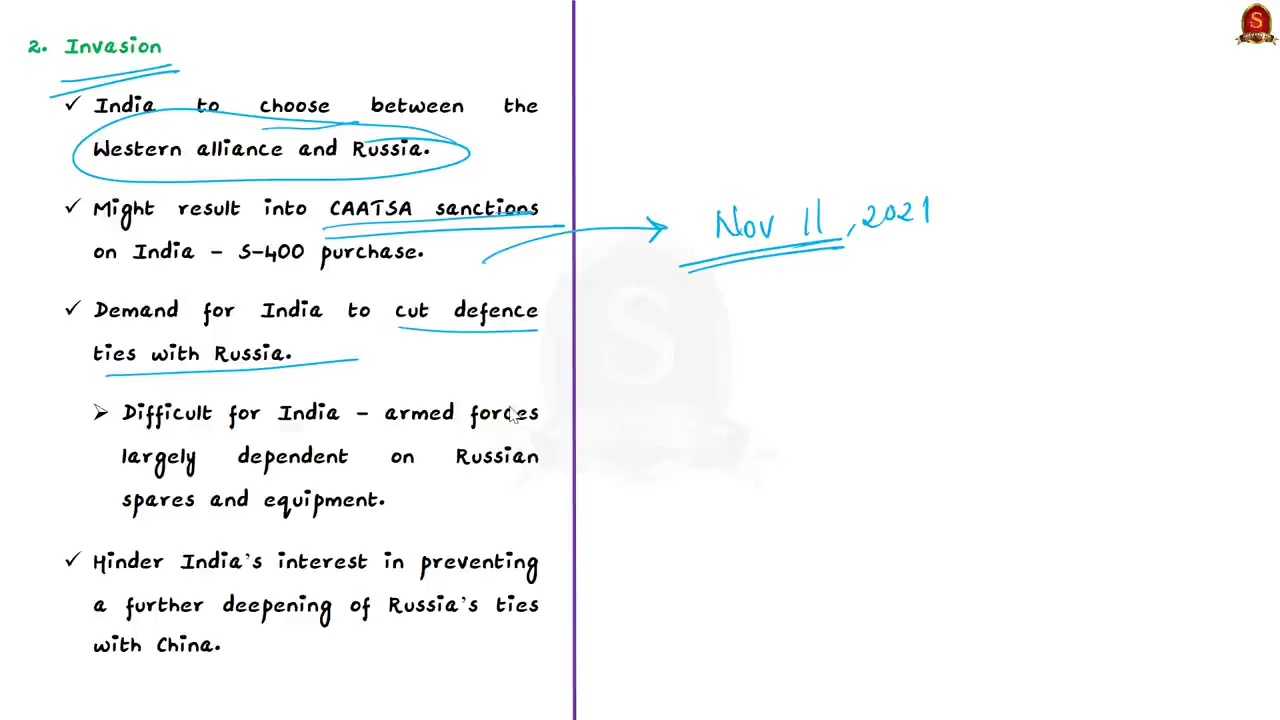 2. Invasion
✓ India to choose between the
Western alliance and Russia.
✓ Might result into CAATSA sanctions
on India - S-400 purchase.
Nov 11, 2021
✓ Demand for India to cut defence
ties with Russia.
➢ Difficult for India - armed forces
largely dependent on Russian
spares and equipment.
✓ Hinder India's interest in preventing
a further deepening of Russia's ties
with China.
S
S